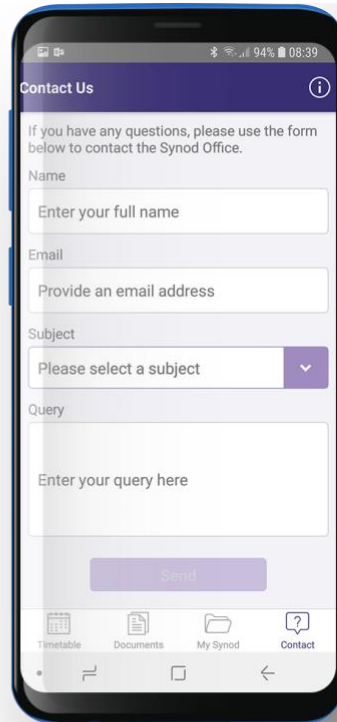 94% 08:39
Contact Us
If you have any questions, please use the form
below to contact the Synod Office.
Name
Enter your full name
Email
Provide an email address
Subject
Please select a subject
Query
Enter your query here
Send
Timetable Documents My Synod Contact